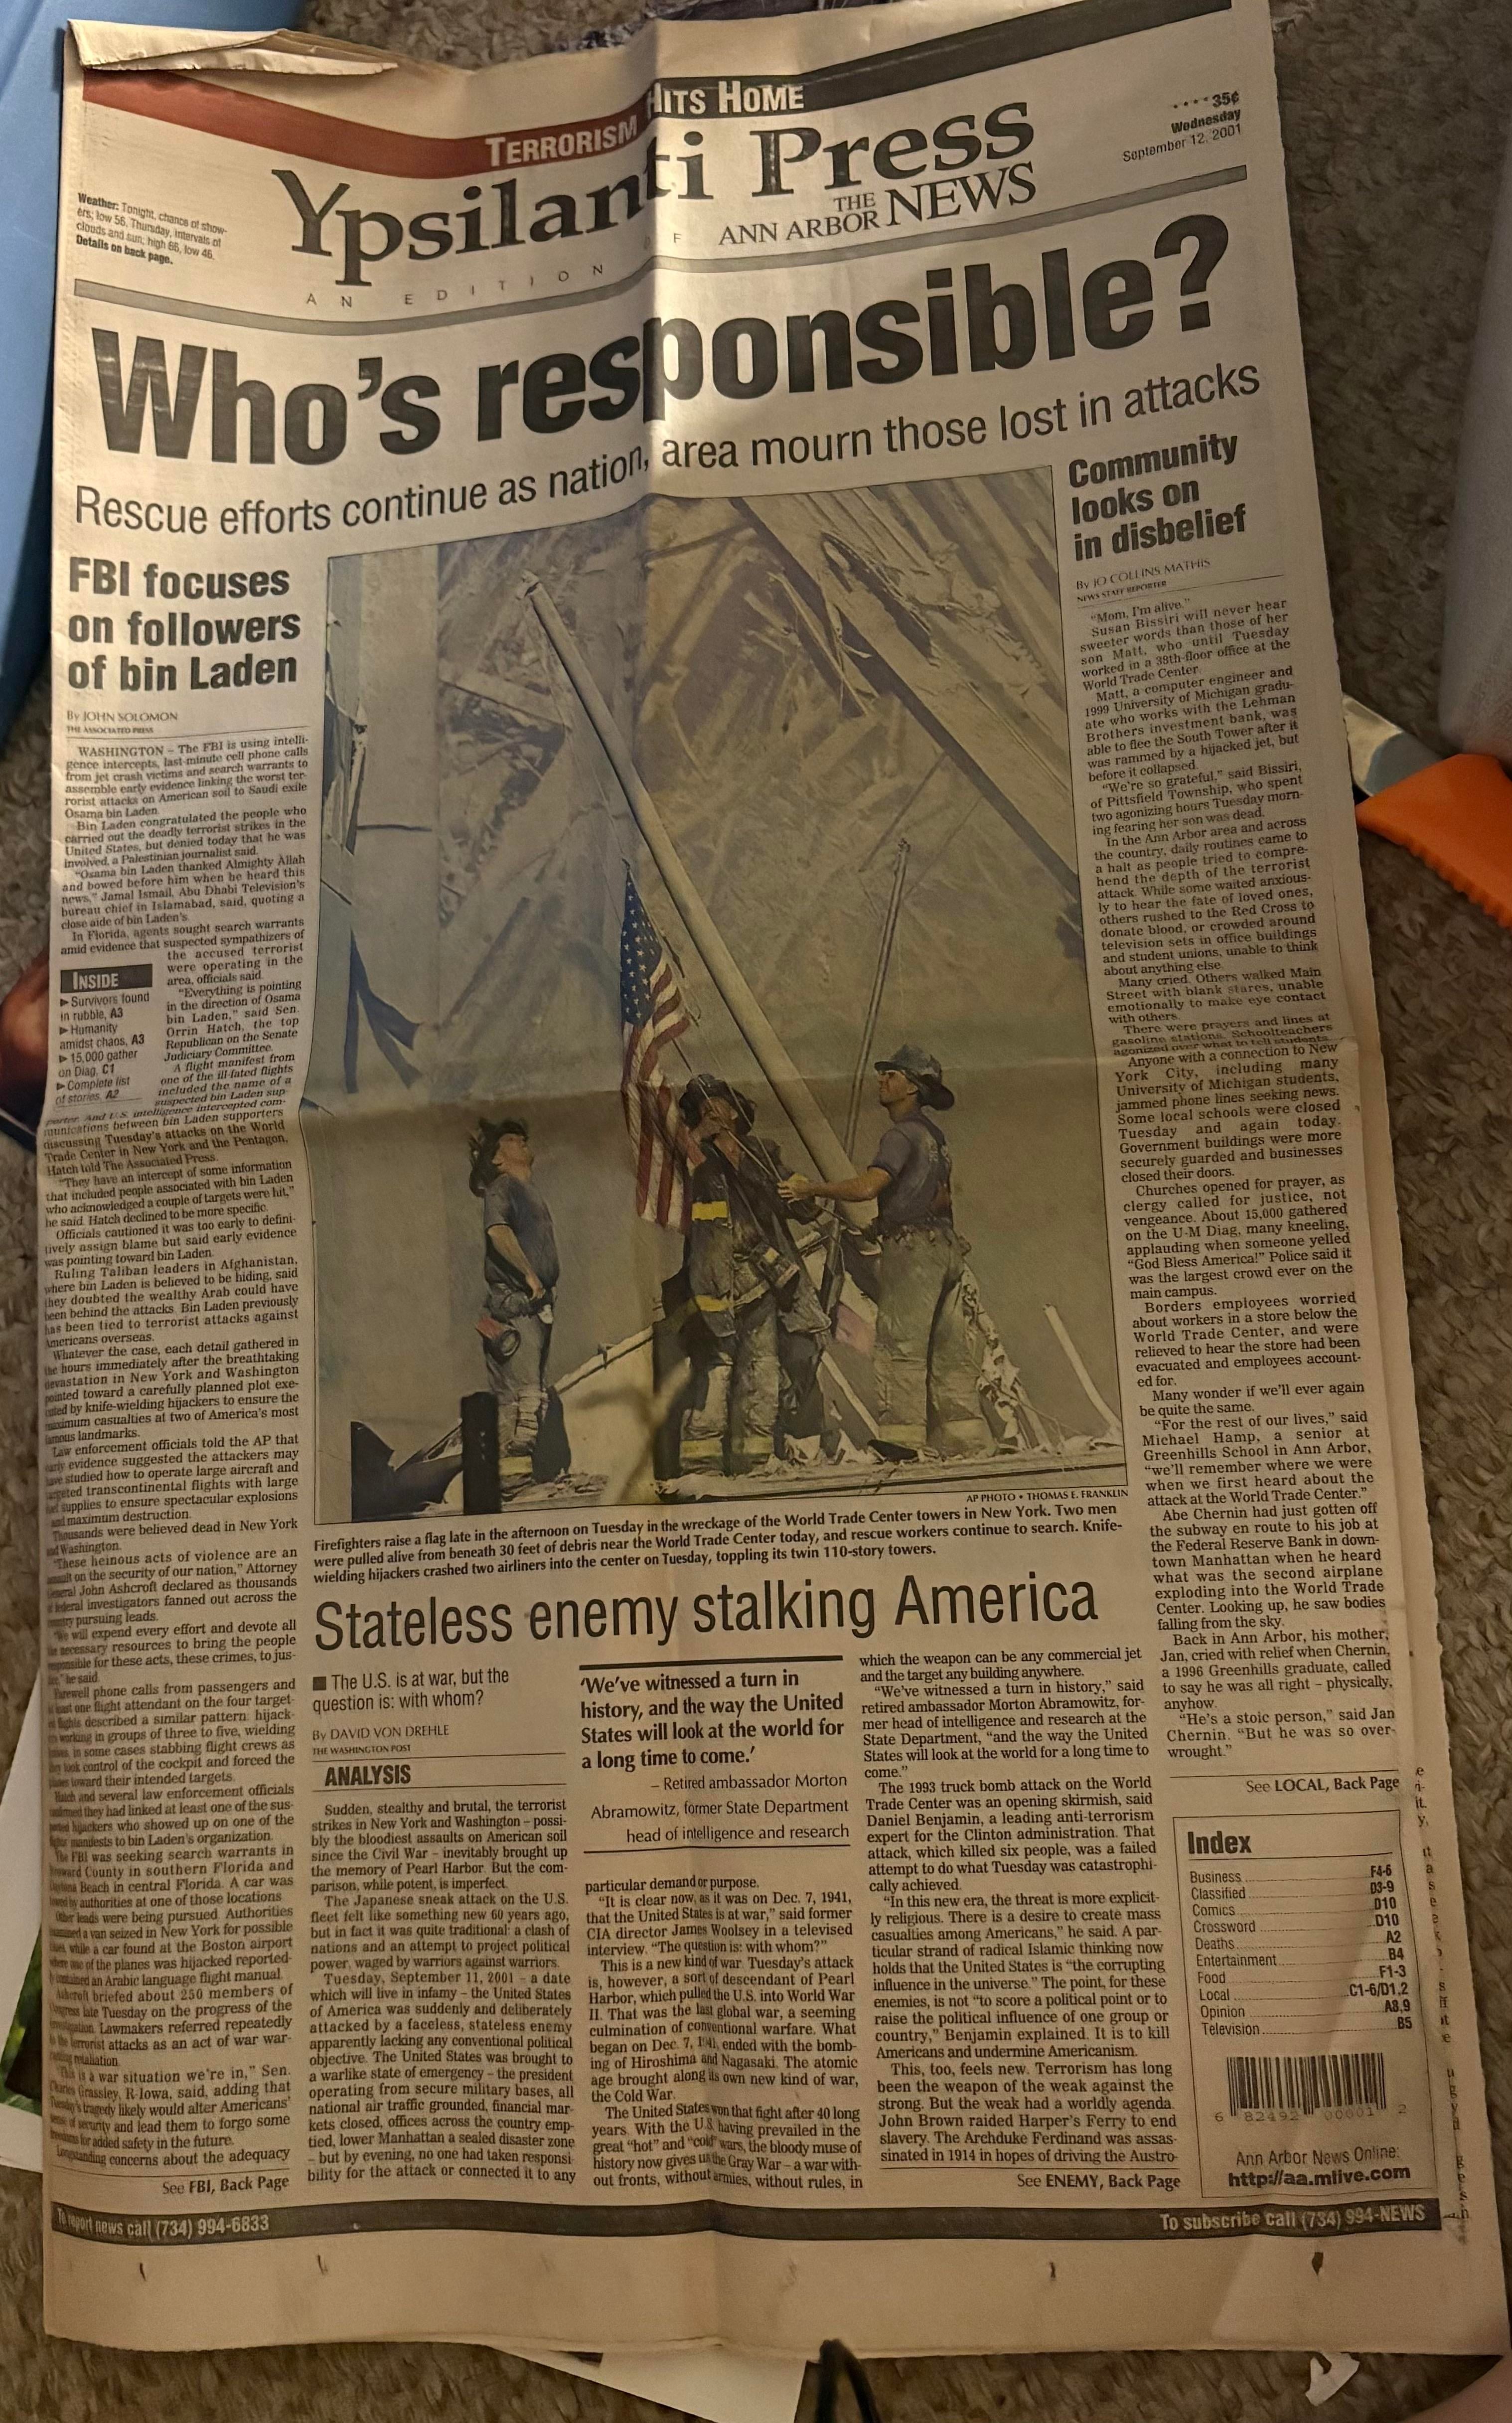 TERRORISM HITS HOME
Ypsilanti Press
AN EDITION OF THE ANN ARBOR NEWS
35¢
Wednesday
September 12, 2001
Weather: Tonight, chance of show-
ers; low 56. Thursday, intervals of
clouds and sun; high 66, low 46.
Details on back page.
Who's responsible?
Rescue efforts continue as nation, area mourn those lost in attacks
FBI focuses
on followers
of bin Laden
By JOHN SOLOMON
THE ASSOCIATED PRESS
WASHINGTON – The FBI is using intelli-
gence intercepts, last-minute cell phone calls
from jet crash victims and search warrants to
assemble early evidence linking the worst ter-
rorist attacks on American soil to Saudi exile
Osama bin Laden.
Bin Laden congratulated the people who
carried out the deadly terrorist strikes in the
United States, but denied today that he was
involved, a Palestinian journalist said.
"Osama bin Laden thanked Almighty Allah
and bowed before him when he heard this
news," Jamal Ismail, Abu Dhabi Television's
bureau chief in Islamabad, said, quoting a
close aide of bin Laden's.
In Florida, agents sought search warrants
amid evidence that suspected sympathizers of
the accused terrorist
were operating in the
area, officials said.
"Everything is pointing
in the direction of Osama
bin Laden," said Sen.
Orrin Hatch, the top
Republican on the Senate
Judiciary Committee.
A flight manifest from
one of the ill-fated flights
included the name of a
suspected bin Laden sup-
porter. And U.S. intelligence intercepted com-
munications between bin Laden supporters
discussing Tuesday's attacks on the World
Trade Center in New York and the Pentagon,
Hatch told The Associated Press.
"They have an intercept of some information
that included people associated with bin Laden
who acknowledged a couple of targets were hit,"
he said. Hatch declined to be more specific.
Officials cautioned it was too early to defini-
tively assign blame but said early evidence
was pointing toward bin Laden.
Ruling Taliban leaders in Afghanistan,
where bin Laden is believed to be hiding, said
they doubted the wealthy Arab could have
been behind the attacks. Bin Laden previously
has been tied to terrorist attacks against
Americans overseas.
Whatever the case, each detail gathered in
the hours immediately after the breathtaking
devastation in New York and Washington
pointed toward a carefully planned plot exe-
cuted by knife-wielding hijackers to ensure the
maximum casualties at two of America's most
famous landmarks.
Law enforcement officials told the AP that
early evidence suggested the attackers may
have studied how to operate large aircraft and
targeted transcontinental flights with large
fuel supplies to ensure spectacular explosions
and maximum destruction.
Thousands were believed dead in New York
and Washington.
"These heinous acts of violence are an
assault on the security of our nation," Attorney
General John Ashcroft declared as thousands
of federal investigators fanned out across the
country pursuing leads.
"We will expend every effort and devote all
the necessary resources to bring the people
responsible for these acts, these crimes, to jus-
tice," he said.
Farewell phone calls from passengers and
at least one flight attendant on the four target-
ed flights described a similar pattern: hijack-
ers working in groups of three to five, wielding
knives, in some cases stabbing flight crews as
they took control of the cockpit and forced the
planes toward their intended targets.
Hatch and several law enforcement officials
confirmed they had linked at least one of the sus-
pected hijackers who showed up on one of the
flight manifests to bin Laden's organization.
The FBI was seeking search warrants in
Broward County in southern Florida and
Daytona Beach in central Florida. A car was
towed by authorities at one of those locations
Other leads were being pursued. Authorities
examined a van seized in New York for possible
clues while a car found at the Boston airport
where one of the planes was hijacked reported-
ly contained an Arabic language flight manual.
Ashcroft briefed about 250 members of
Congress late Tuesday on the progress of the
investigation. Lawmakers referred repeatedly
to the terrorist attacks as an act of war war-
ranting retaliation.
"This is a war situation we're in," Sen.
Charles Grassley, R-Iowa, said, adding that
Tuesday's tragedy likely would alter Americans'
sense of security and lead them to forgo some
freedoms for added safety in the future.
Longstanding concerns about the adequacy
See FBI, Back Page
INSIDE
▶ Survivors found
in rubble, A3
▶ Humanity
amidst chaos, A3
▶ 15,000 gather
on Diag, C1
▶ Complete list
of stories, A2
AP PHOTO • THOMAS E. FRANKLIN
Firefighters raise a flag late in the afternoon on Tuesday in the wreckage of the World Trade Center towers in New York. Two men
were pulled alive from beneath 30 feet of debris near the World Trade Center today, and rescue workers continue to search. Knife-
wielding hijackers crashed two airliners into the center on Tuesday, toppling its twin 110-story towers.
Stateless enemy stalking America
■ The U.S. is at war, but the
question is: with whom?
By DAVID VON DREHLE
THE WASHINGTON POST
ANALYSIS
Sudden, stealthy and brutal, the terrorist
strikes in New York and Washington – possi-
bly the bloodiest assaults on American soil
since the Civil War – inevitably brought up
the memory of Pearl Harbor. But the com-
parison, while potent, is imperfect.
The Japanese sneak attack on the U.S.
fleet felt like something new 60 years ago,
but in fact it was quite traditional: a clash of
nations and an attempt to project political
power, waged by warriors against warriors.
Tuesday, September 11, 2001 – a date
which will live in infamy – the United States
of America was suddenly and deliberately
attacked by a faceless, stateless enemy
apparently lacking any conventional political
objective. The United States was brought to
a warlike state of emergency – the president
operating from secure military bases, all
national air traffic grounded, financial mar-
kets closed, offices across the country emp-
tied, lower Manhattan a sealed disaster zone
– but by evening, no one had taken responsi-
bility for the attack or connected it to any
'We've witnessed a turn in
history, and the way the United
States will look at the world for
a long time to come.'
– Retired ambassador Morton
Abramowitz, former State Department
head of intelligence and research
particular demand or purpose.
"It is clear now, as it was on Dec. 7, 1941,
that the United States is at war," said former
CIA director James Woolsey in a televised
interview. "The question is: with whom?"
This is a new kind of war. Tuesday's attack
is, however, a sort of descendant of Pearl
Harbor, which pulled the U.S. into World War
II. That was the last global war, a seeming
culmination of conventional warfare. What
began on Dec. 7, 1941, ended with the bomb-
ing of Hiroshima and Nagasaki. The atomic
age brought along its own new kind of war,
the Cold War.
The United States won that fight after 40 long
years. With the U.S. having prevailed in the
great "hot" and "cold" wars, the bloody muse of
history now gives us the Gray War – a war with-
out fronts, without armies, without rules, in
which the weapon can be any commercial jet
and the target any building anywhere.
"We've witnessed a turn in history," said
retired ambassador Morton Abramowitz, for-
mer head of intelligence and research at the
State Department, "and the way the United
States will look at the world for a long time to
come."
The 1993 truck bomb attack on the World
Trade Center was an opening skirmish, said
Daniel Benjamin, a leading anti-terrorism
expert for the Clinton administration. That
attack, which killed six people, was a failed
attempt to do what Tuesday was catastrophi-
cally achieved.
"In this new era, the threat is more explicit-
ly religious. There is a desire to create mass
casualties among Americans," he said. A par-
ticular strand of radical Islamic thinking now
holds that the United States is "the corrupting
influence in the universe." The point, for these
enemies, is not "to score a political point or to
raise the political influence of one group or
country," Benjamin explained. It is to kill
Americans and undermine Americanism.
This, too, feels new. Terrorism has long
been the weapon of the weak against the
strong. But the weak had a worldly agenda.
John Brown raided Harper's Ferry to end
slavery. The Archduke Ferdinand was assas-
sinated in 1914 in hopes of driving the Austro-
See ENEMY, Back Page
Community
looks on
in disbelief
By JO COLLINS MATHIS
NEWS STAFF REPORTER
"Mom, I'm alive."
Susan Bissiri will never hear
sweeter words than those of her
son Matt, who until Tuesday
worked in a 38th-floor office at the
World Trade Center.
Matt, a computer engineer and
1999 University of Michigan gradu-
ate who works with the Lehman
Brothers investment bank, was
able to flee the South Tower after it
was rammed by a hijacked jet, but
before it collapsed.
"We're so grateful," said Bissiri,
of Pittsfield Township, who spent
two agonizing hours Tuesday morn-
ing fearing her son was dead.
In the Ann Arbor area and across
the country, daily routines came to
a halt as people tried to compre-
hend the depth of the terrorist
attack. While some waited anxious-
ly to hear the fate of loved ones,
others rushed to the Red Cross to
donate blood, or crowded around
television sets in office buildings
and student unions, unable to think
about anything else.
Many cried. Others walked Main
Street with blank stares, unable
emotionally to make eye contact
with others.
There were prayers and lines at
gasoline stations. Schoolteachers
agonized over what to tell students.
Anyone with a connection to New
York City, including many
University of Michigan students,
jammed phone lines seeking news.
Some local schools were closed
Tuesday and again today.
Government buildings were more
securely guarded and businesses
closed their doors.
Churches opened for prayer, as
clergy called for justice, not
vengeance. About 15,000 gathered
on the U-M Diag, many kneeling,
applauding when someone yelled
"God Bless America!" Police said it
was the largest crowd ever on the
main campus.
Borders employees worried
about workers in a store below the
World Trade Center, and were
relieved to hear the store had been
evacuated and employees account-
ed for.
Many wonder if we'll ever again
be quite the same.
"For the rest of our lives," said
Michael Hamp, a senior at
Greenhills School in Ann Arbor,
"we'll remember where we were
when we first heard about the
attack at the World Trade Center."
Abe Chernin had just gotten off
the subway en route to his job at
the Federal Reserve Bank in down-
town Manhattan when he heard
what was the second airplane
exploding into the World Trade
Center. Looking up, he saw bodies
falling from the sky.
Back in Ann Arbor, his mother,
Jan, cried with relief when Chernin,
a 1996 Greenhills graduate, called
to say he was all right – physically,
anyhow.
"He's a stoic person," said Jan
Chernin. "But he was so over-
wrought."
See LOCAL, Back Page
Index
Business F4-6
Classified D3-9
Comics D10
Crossword D10
Deaths A2
Entertainment B4
Food F1-3
Local C1-6/D1,2
Opinion A8,9
Television B5
6 82492 00001 2
Ann Arbor News Online:
http://aa.mlive.com
To report news call (734) 994-6833
To subscribe call (734) 994-NEWS